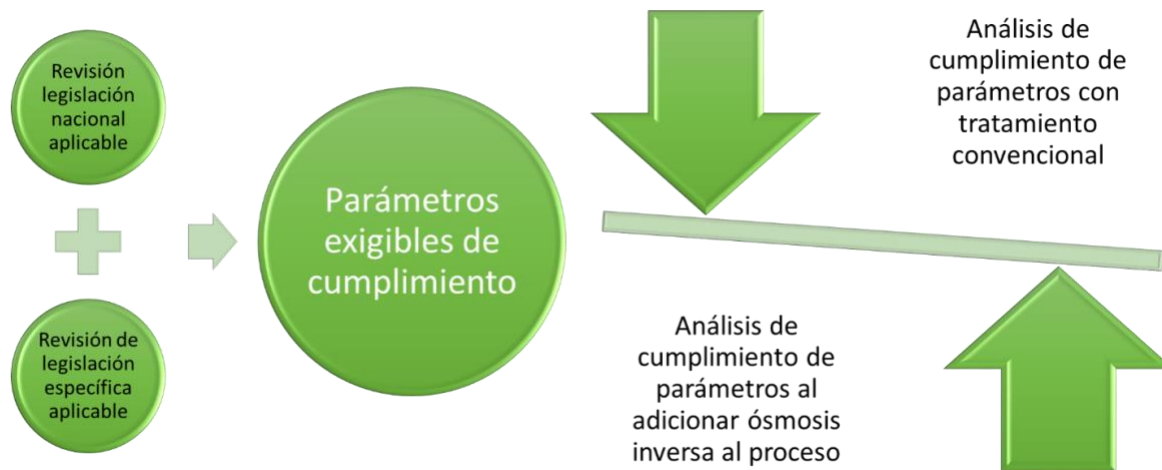 Revisión
legislación
nacional
aplicable
Revisión de
legislación
específica
aplicable
Parámetros
exigibles de
cumplimiento
Análisis de
cumplimiento de
parámetros con
tratamiento
convencional
Análisis de
cumplimiento de
parámetros al
adicionar ósmosis
inversa al proceso